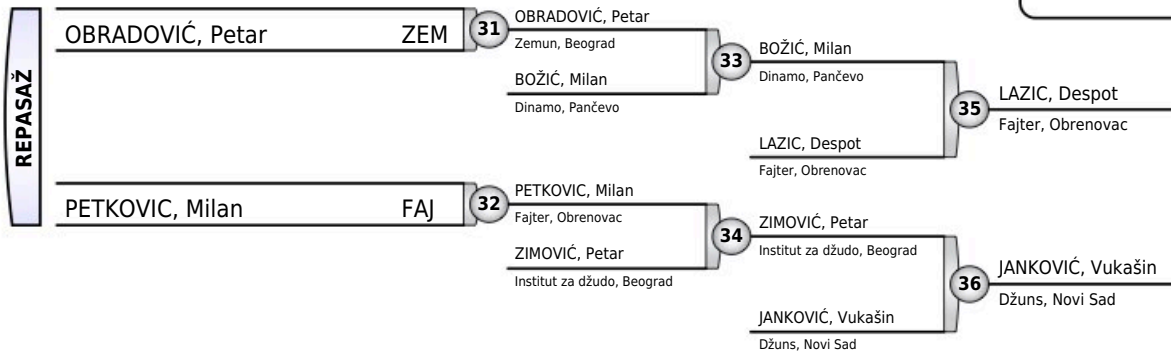 REPASAŽ
OBRADOVIĆ, Petar ZEM
31
OBRADOVIĆ, Petar
Zemun, Beograd
BOŽIĆ, Milan
Dinamo, Pančevo
33
BOŽIĆ, Milan
Dinamo, Pančevo
LAZIC, Despot
Fajter, Obrenovac
35
LAZIC, Despot
Fajter, Obrenovac
PETKOVIC, Milan FAJ
32
PETKOVIC, Milan
Fajter, Obrenovac
ZIMOVIĆ, Petar
Institut za džudo, Beograd
34
ZIMOVIĆ, Petar
Institut za džudo, Beograd
JANKOVIĆ, Vukašin
Džuns, Novi Sad
36
JANKOVIĆ, Vukašin
Džuns, Novi Sad